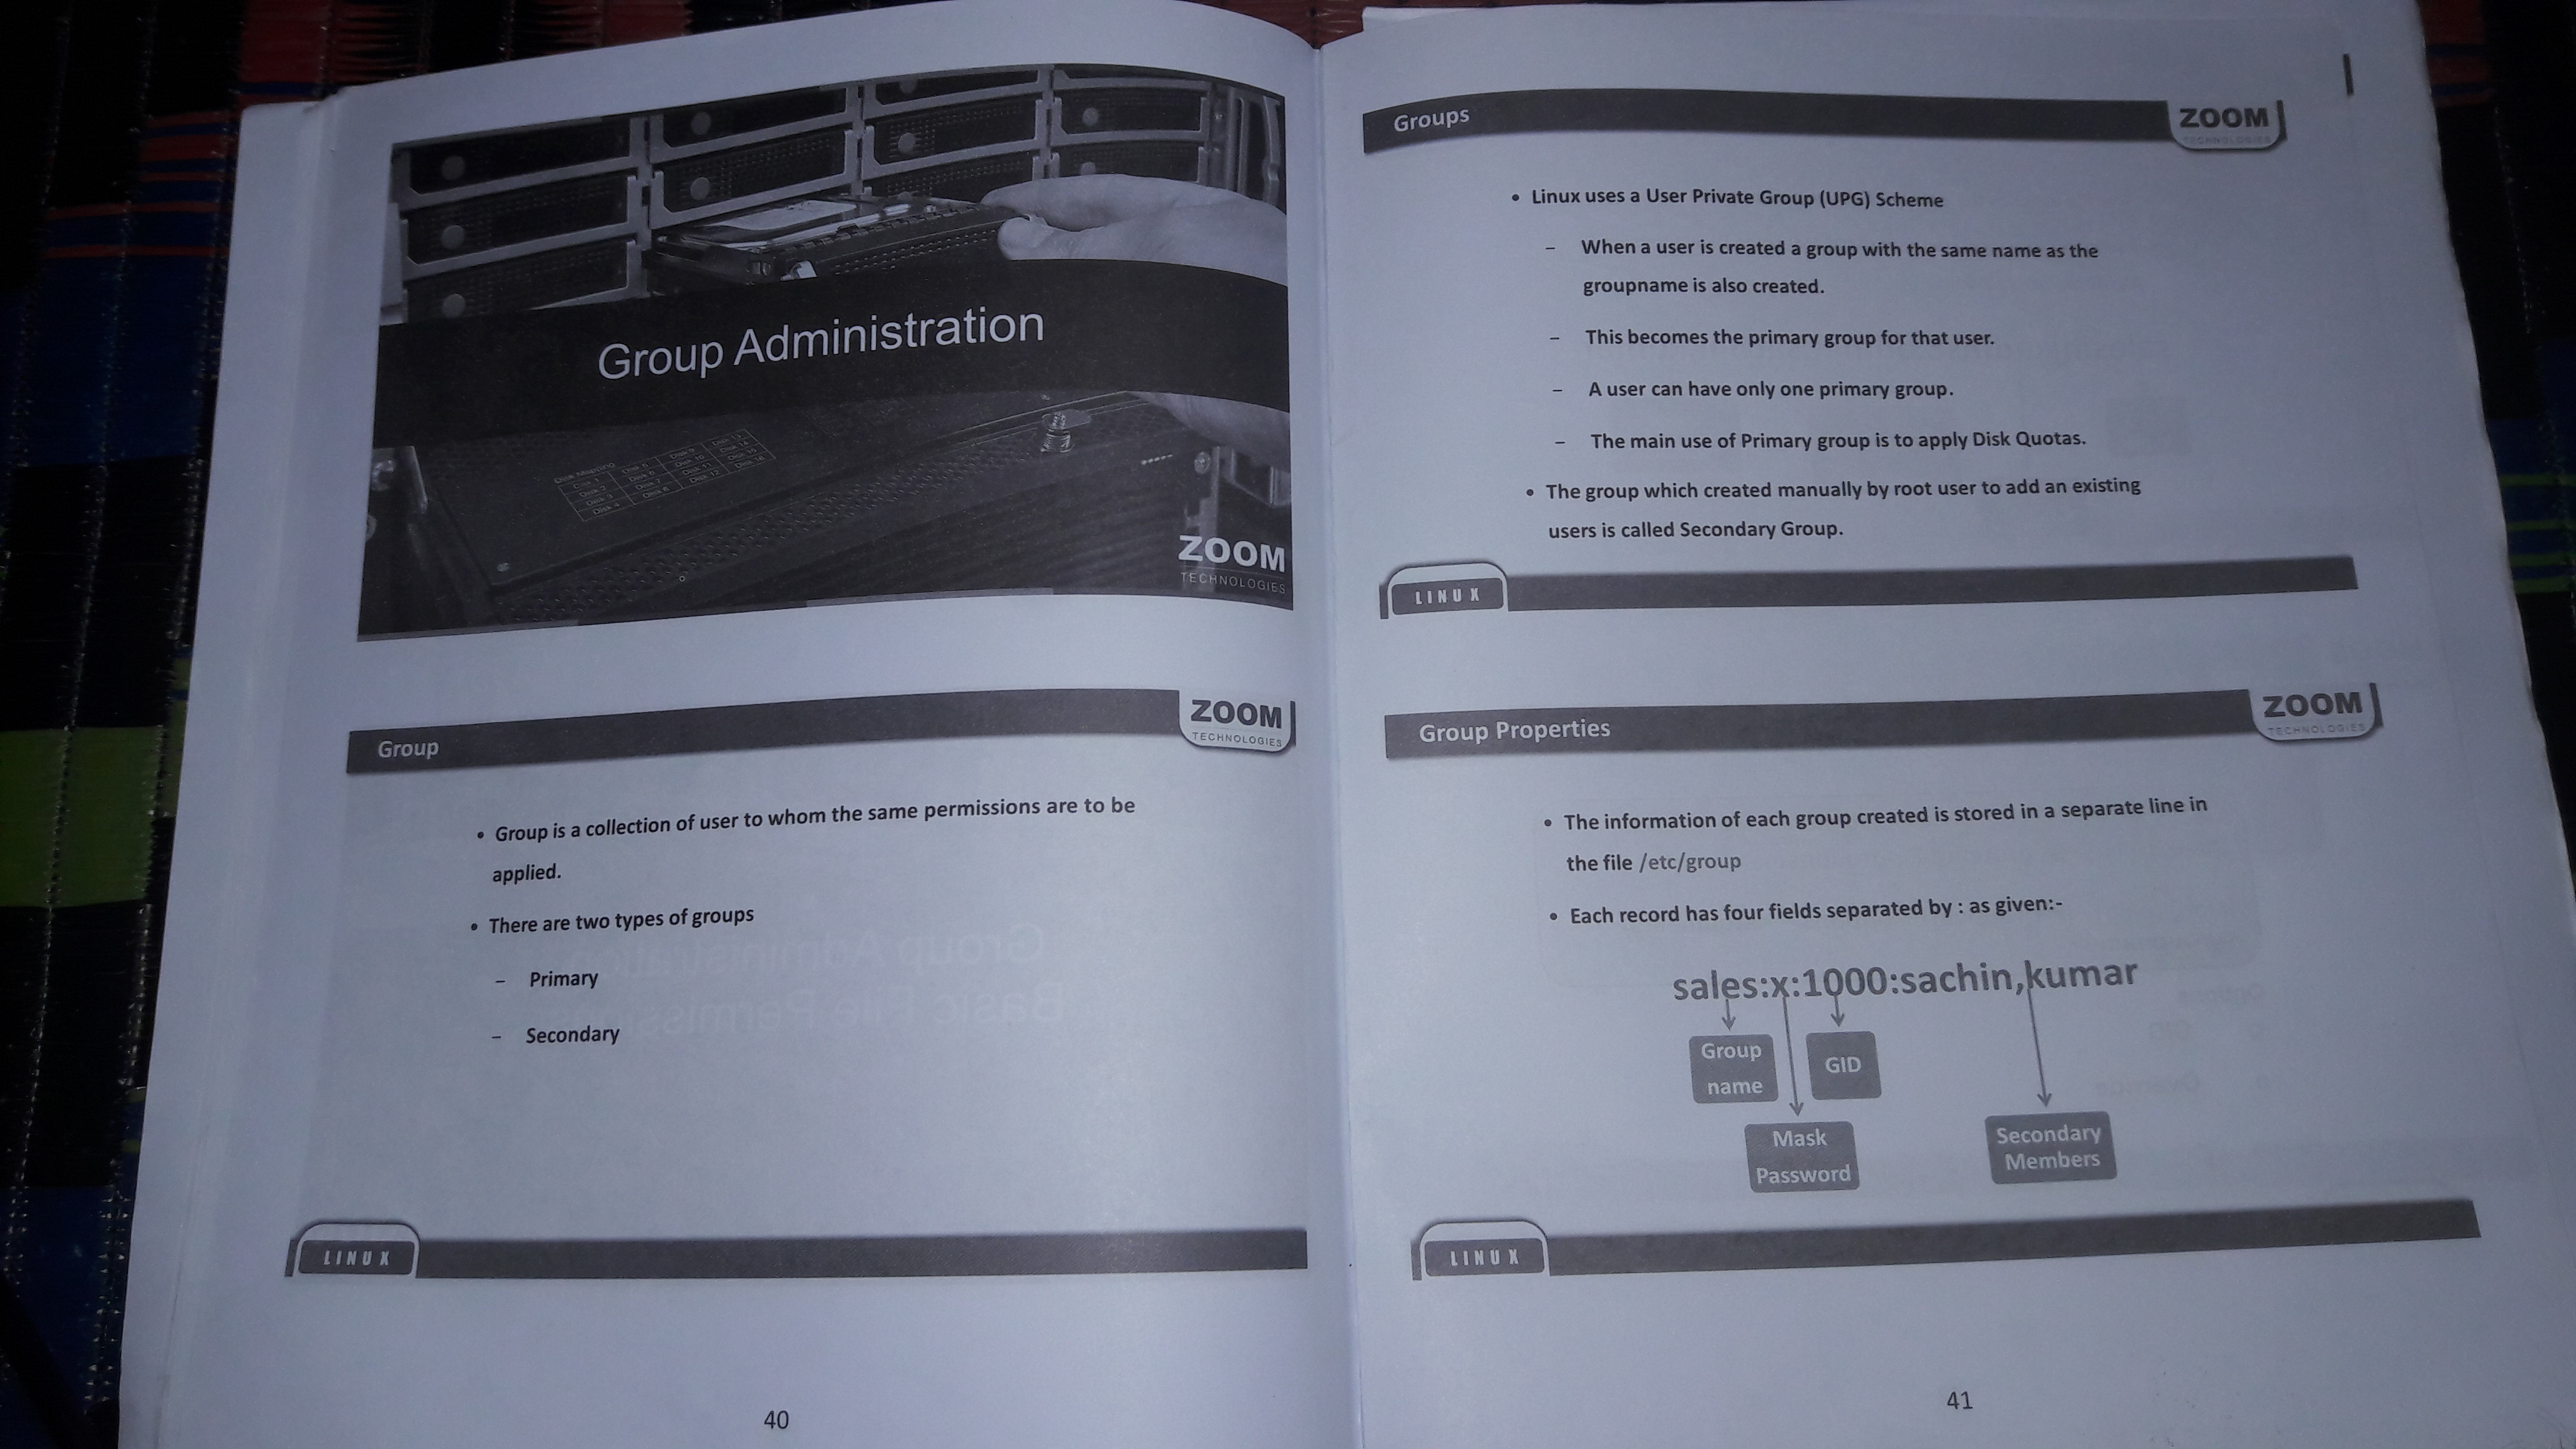 Group Administration
ZOOM
TECHNOLOGIES
Group
ZOOM
TECHNOLOGIES
• Group is a collection of user to whom the same permissions are to be
applied.
• There are two types of groups
– Primary
– Secondary
LINUX
40
Groups
ZOOM
TECHNOLOGIES
• Linux uses a User Private Group (UPG) Scheme
– When a user is created a group with the same name as the
groupname is also created.
– This becomes the primary group for that user.
– A user can have only one primary group.
– The main use of Primary group is to apply Disk Quotas.
• The group which created manually by root user to add an existing
users is called Secondary Group.
LINUX
Group Properties
ZOOM
TECHNOLOGIES
• The information of each group created is stored in a separate line in
the file /etc/group
• Each record has four fields separated by : as given:-
sales:x:1000:sachin,kumar
Group
name
GID
Mask
Password
Secondary
Members
LINUX
41